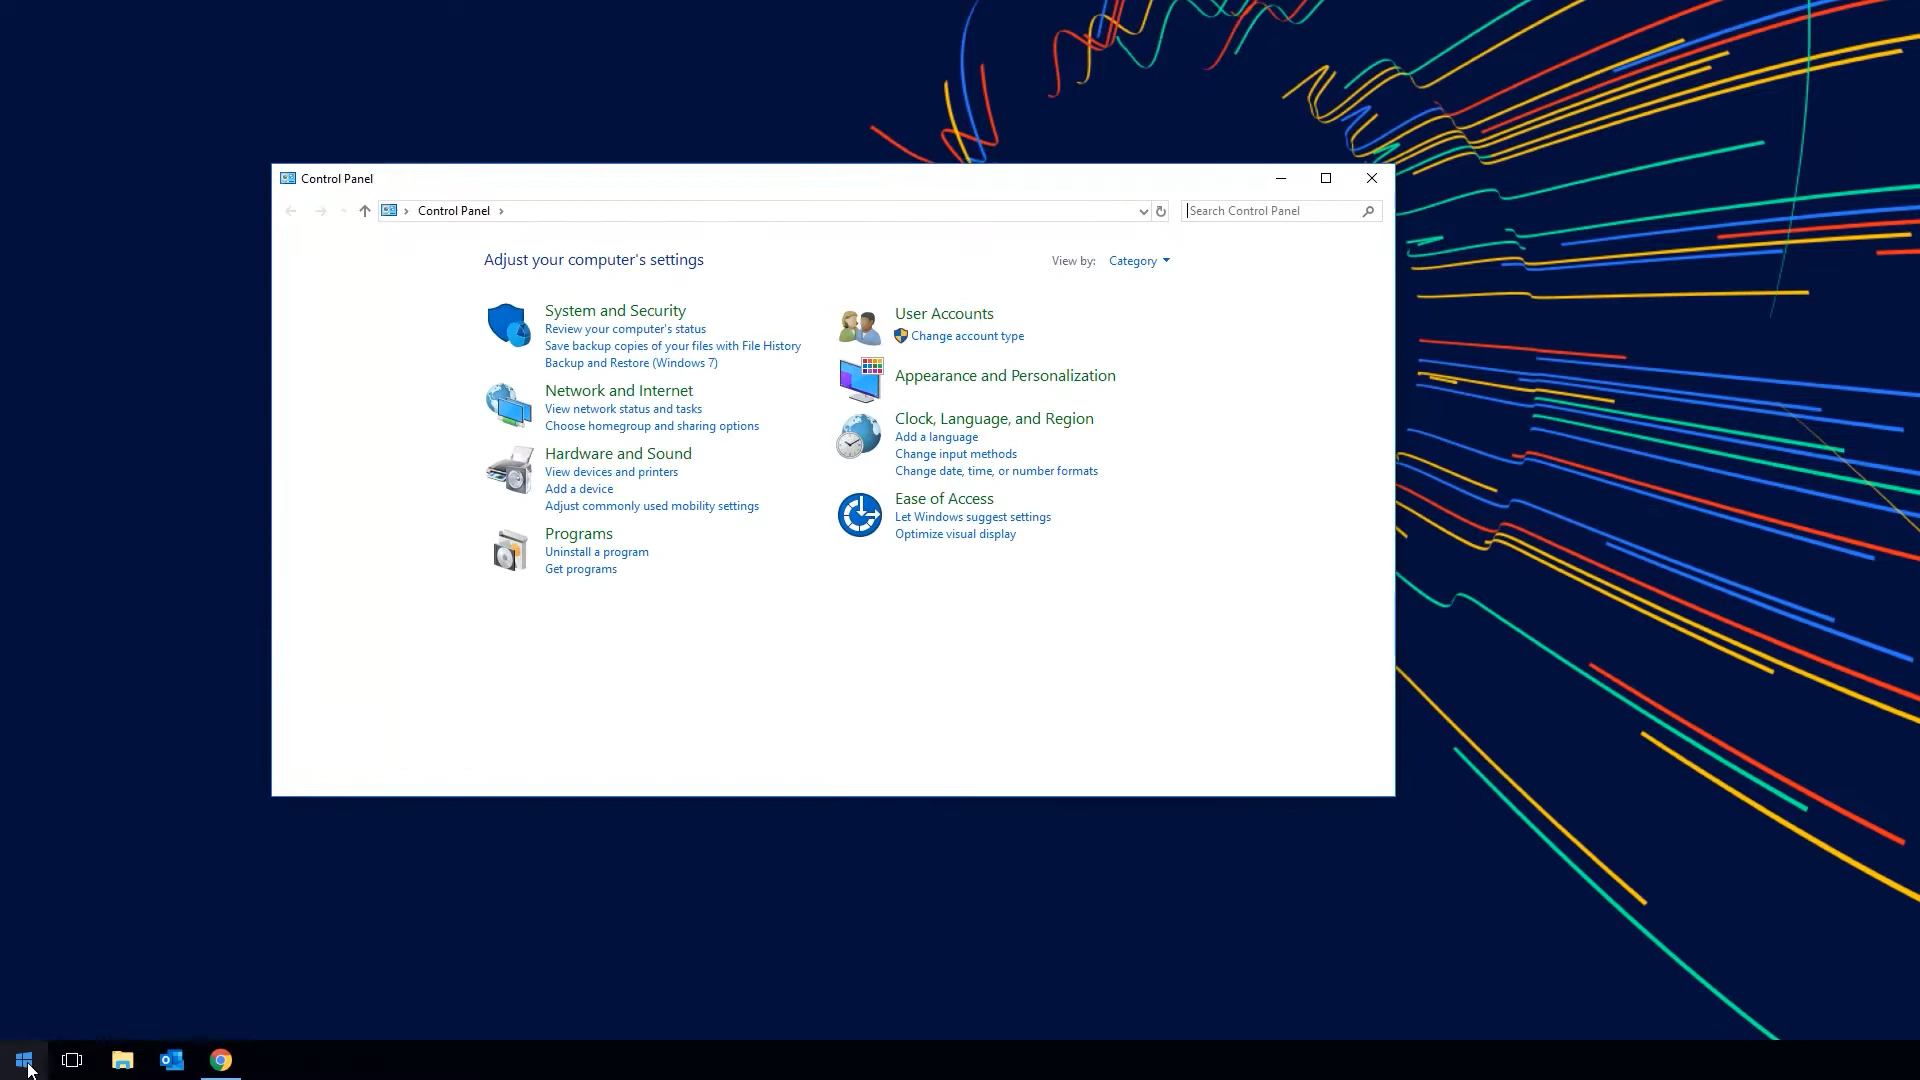 Control Panel
Control Panel
Search Control Panel
Adjust your computer's settings
View by: Category
System and Security
Review your computer's status
Save backup copies of your files with File History
Backup and Restore (Windows 7)
Network and Internet
View network status and tasks
Choose homegroup and sharing options
Hardware and Sound
View devices and printers
Add a device
Adjust commonly used mobility settings
Programs
Uninstall a program
Get programs
User Accounts
Change account type
Appearance and Personalization
Clock, Language, and Region
Add a language
Change input methods
Change date, time, or number formats
Ease of Access
Let Windows suggest settings
Optimize visual display